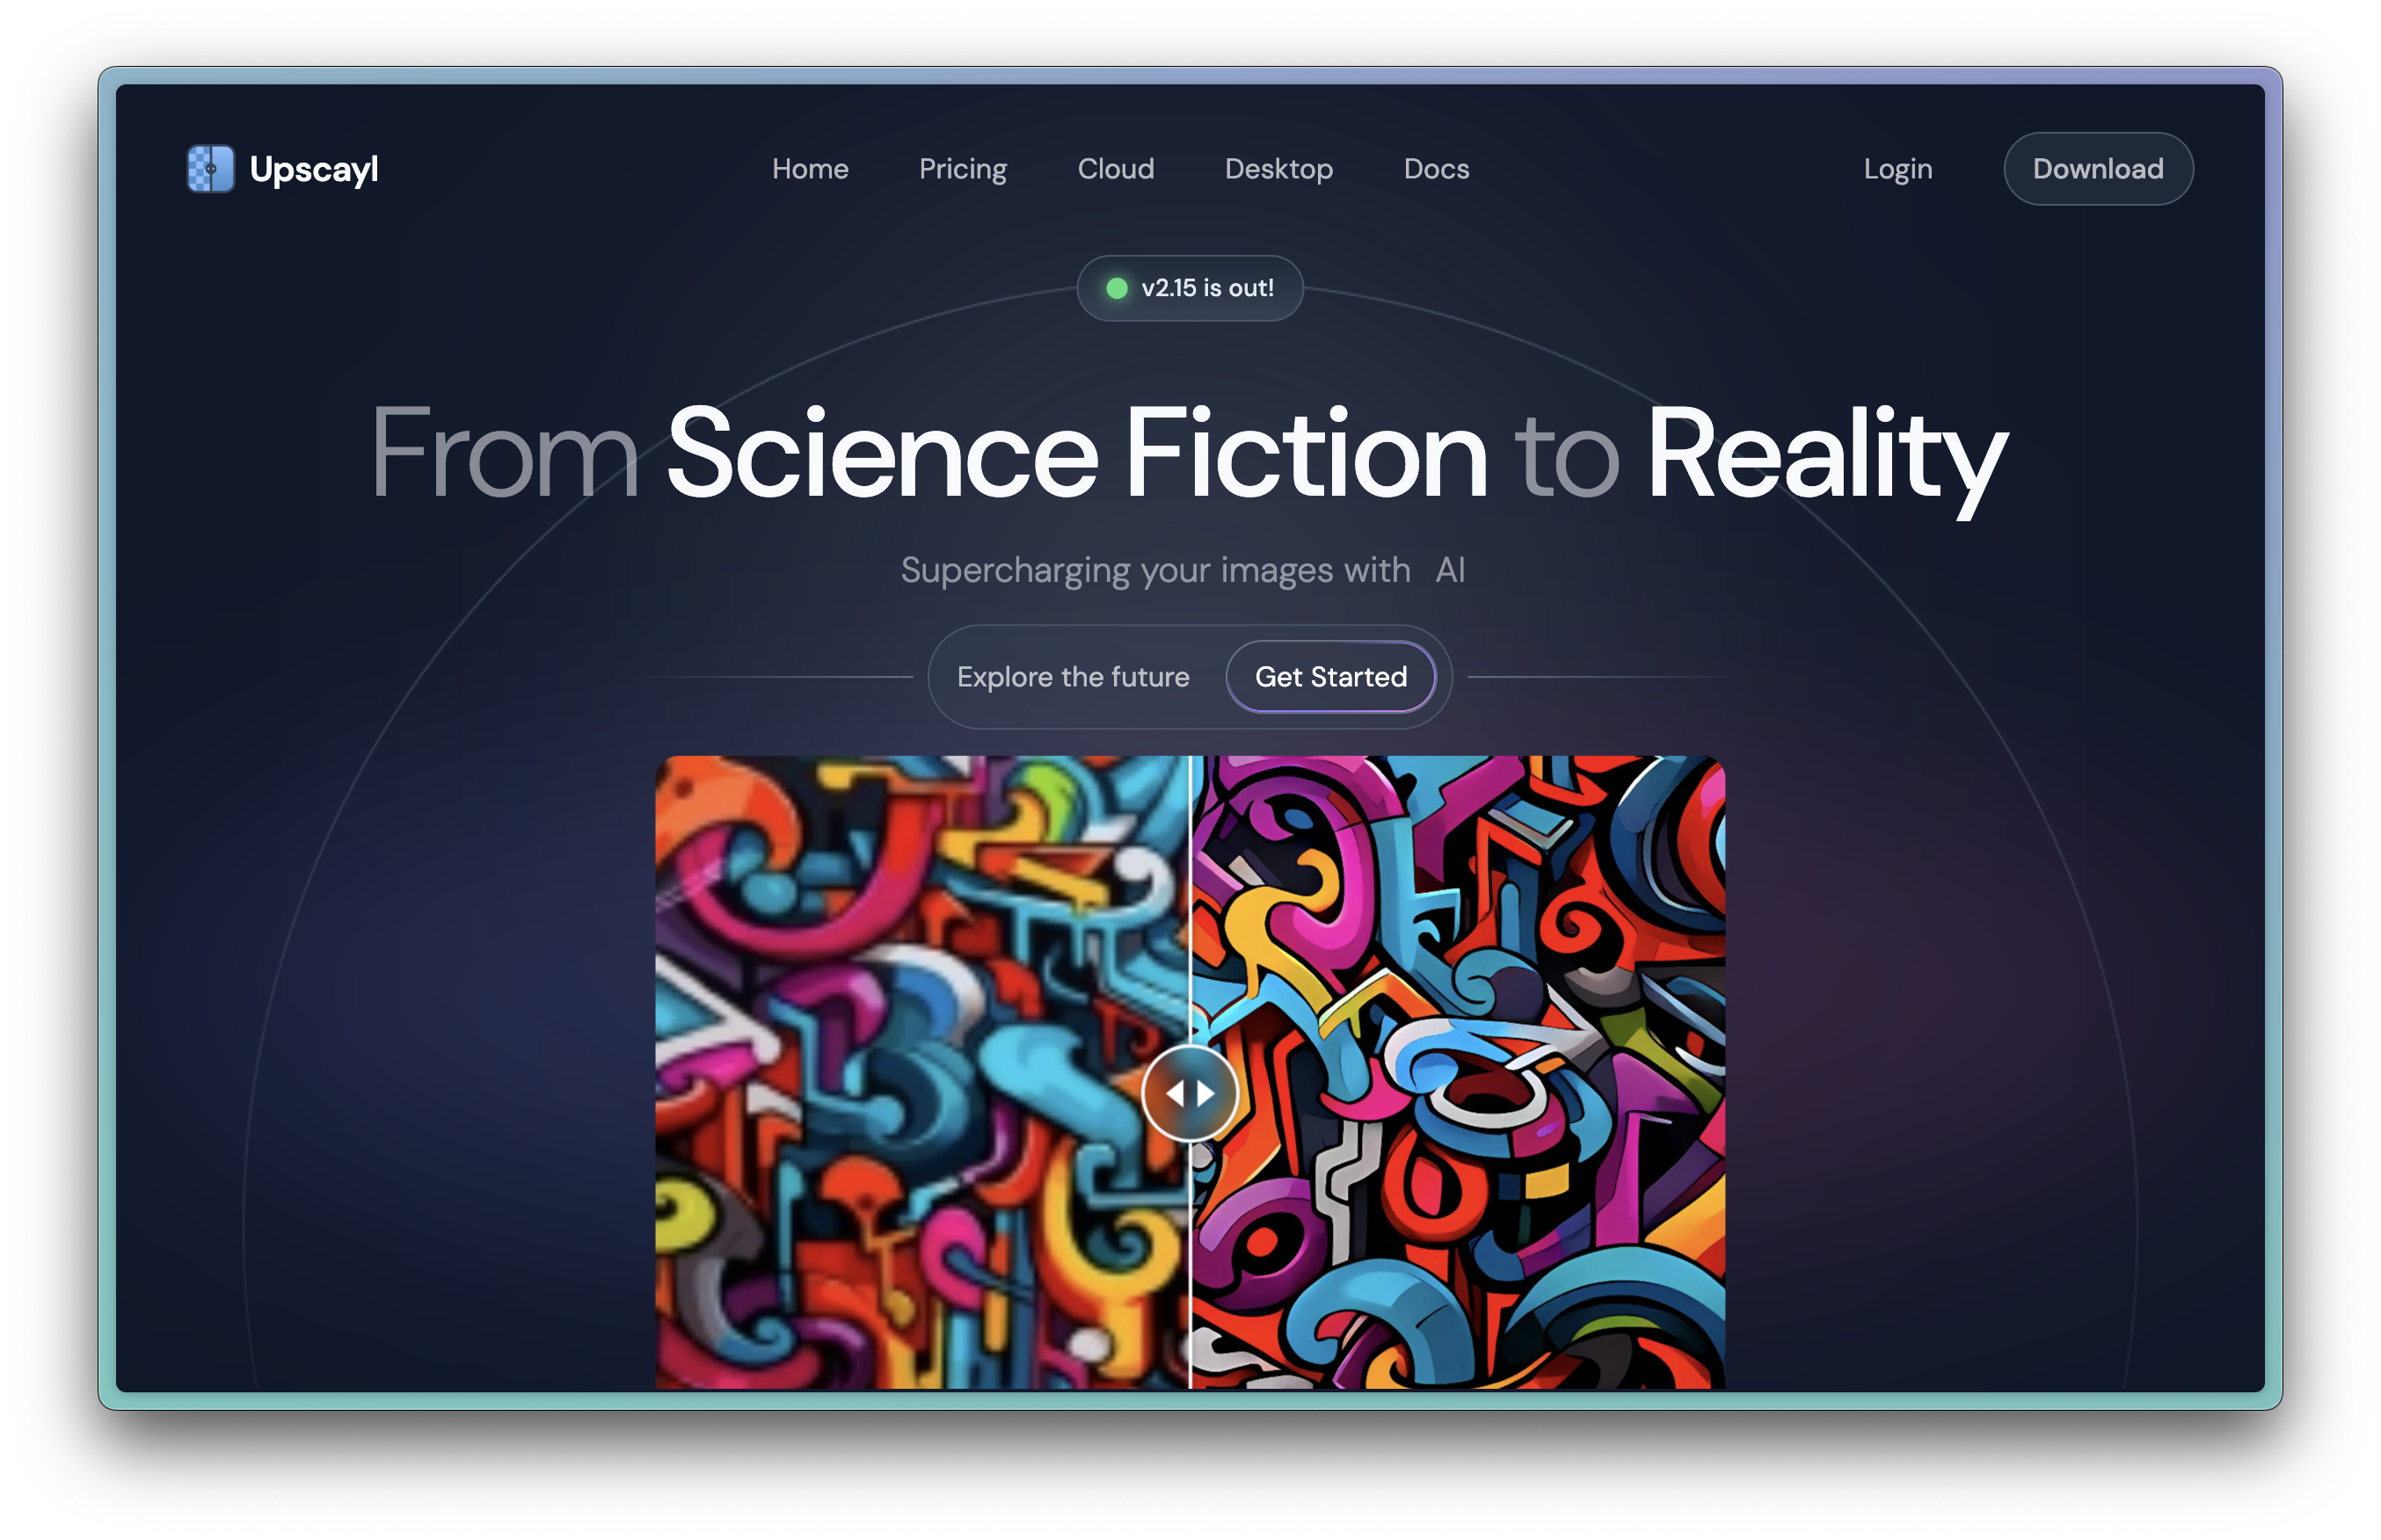 Upscayl
Home Pricing Cloud Desktop Docs
Login Download
v2.15 is out!
From Science Fiction to Reality
Supercharging your images with AI
Explore the future Get Started